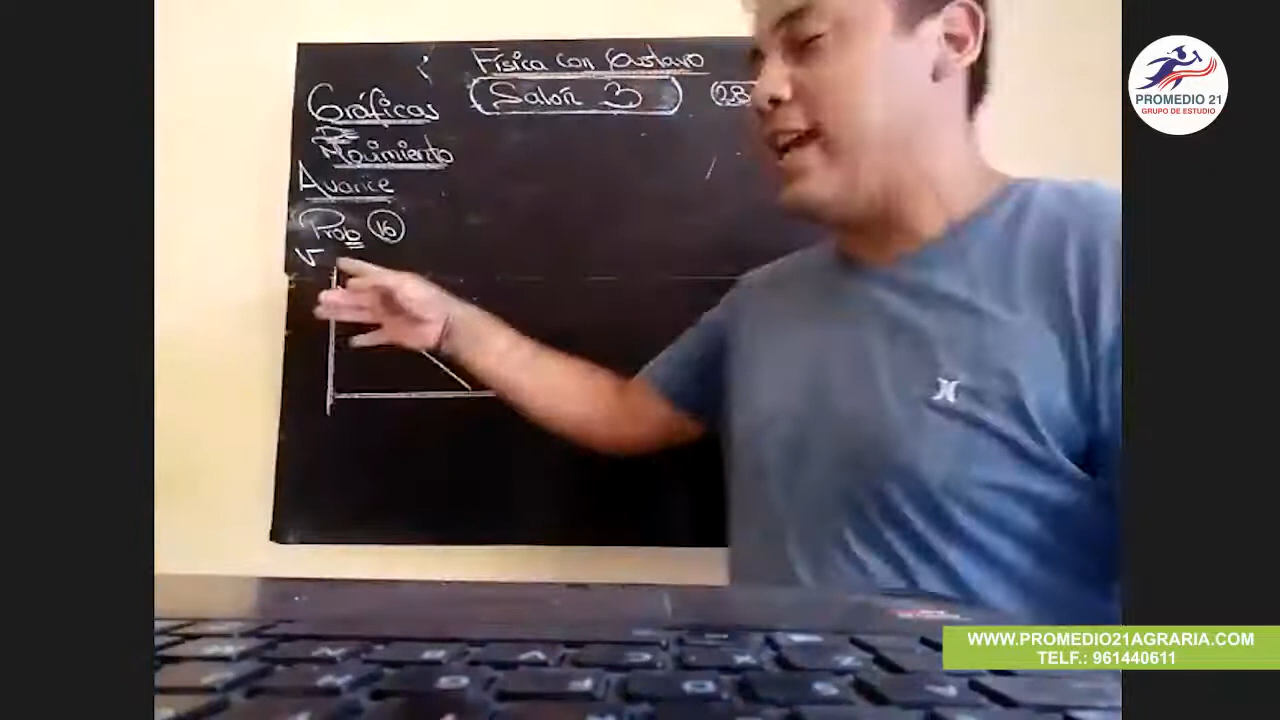 Física con Gustavo
Salón 3
Gráficas
De
Movimiento
Avance
Prob 16
V
PROMEDIO 21
GRUPO DE ESTUDIO
WWW.PROMEDIO21AGRARIA.COM
TELF.: 961440611